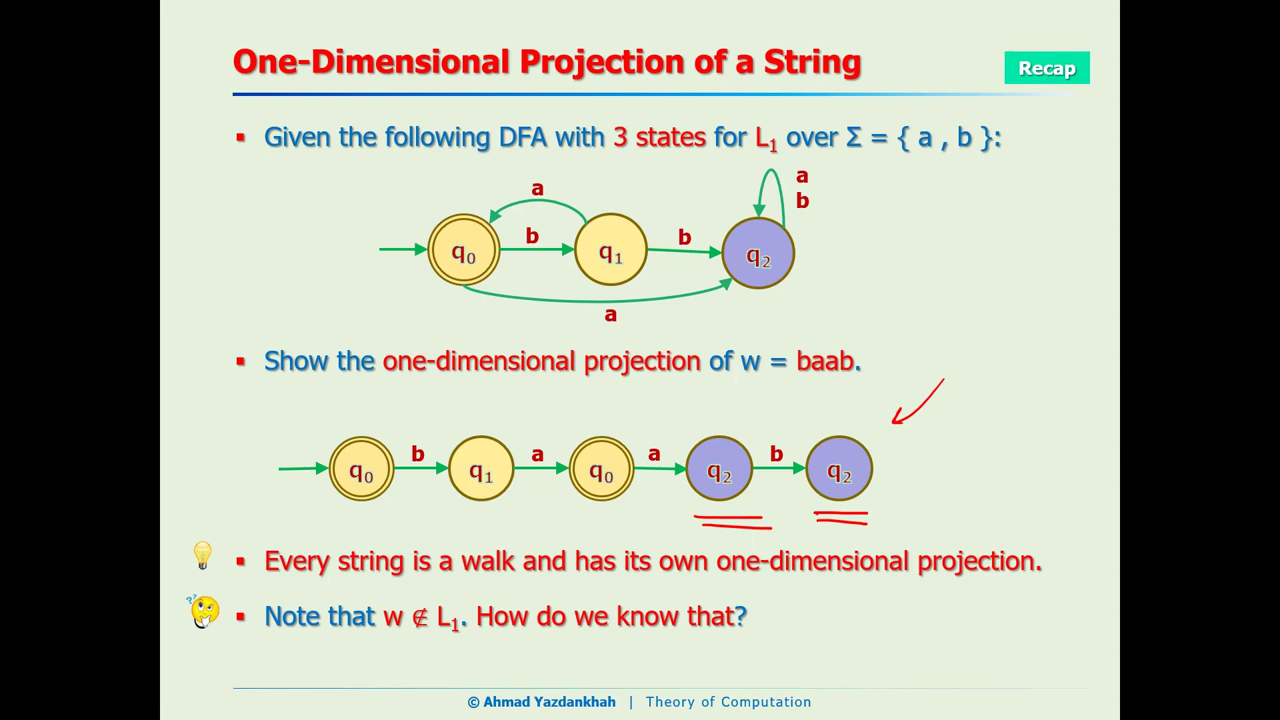 One-Dimensional Projection of a String
Recap
Given the following DFA with 3 states for L₁ over Σ = { a , b }:
a
a
b
b
b
q₀
q₁
q₂
a
Show the one-dimensional projection of w = baab.
b
a
a
b
q₀
q₁
q₀
q₂
q₂
Every string is a walk and has its own one-dimensional projection.
Note that w ∉ L₁. How do we know that?
© Ahmad Yazdankhah | Theory of Computation